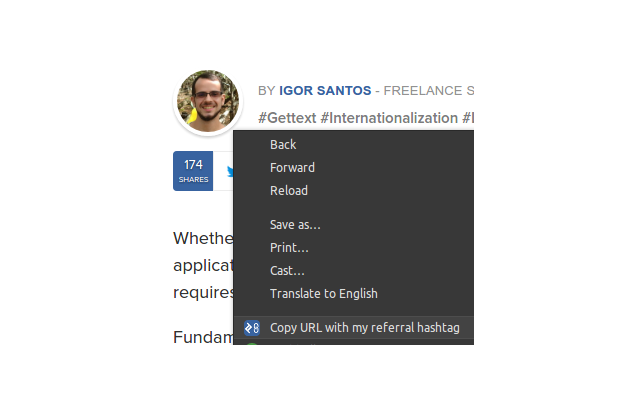 BY IGOR SANTOS - FREELANCE S
#Gettext #Internationalization #
174
SHARES
Back
Forward
Reload
Save as...
Print...
Cast...
Translate to English
Copy URL with my referral hashtag
Whethe
applicat
requires
Fundam